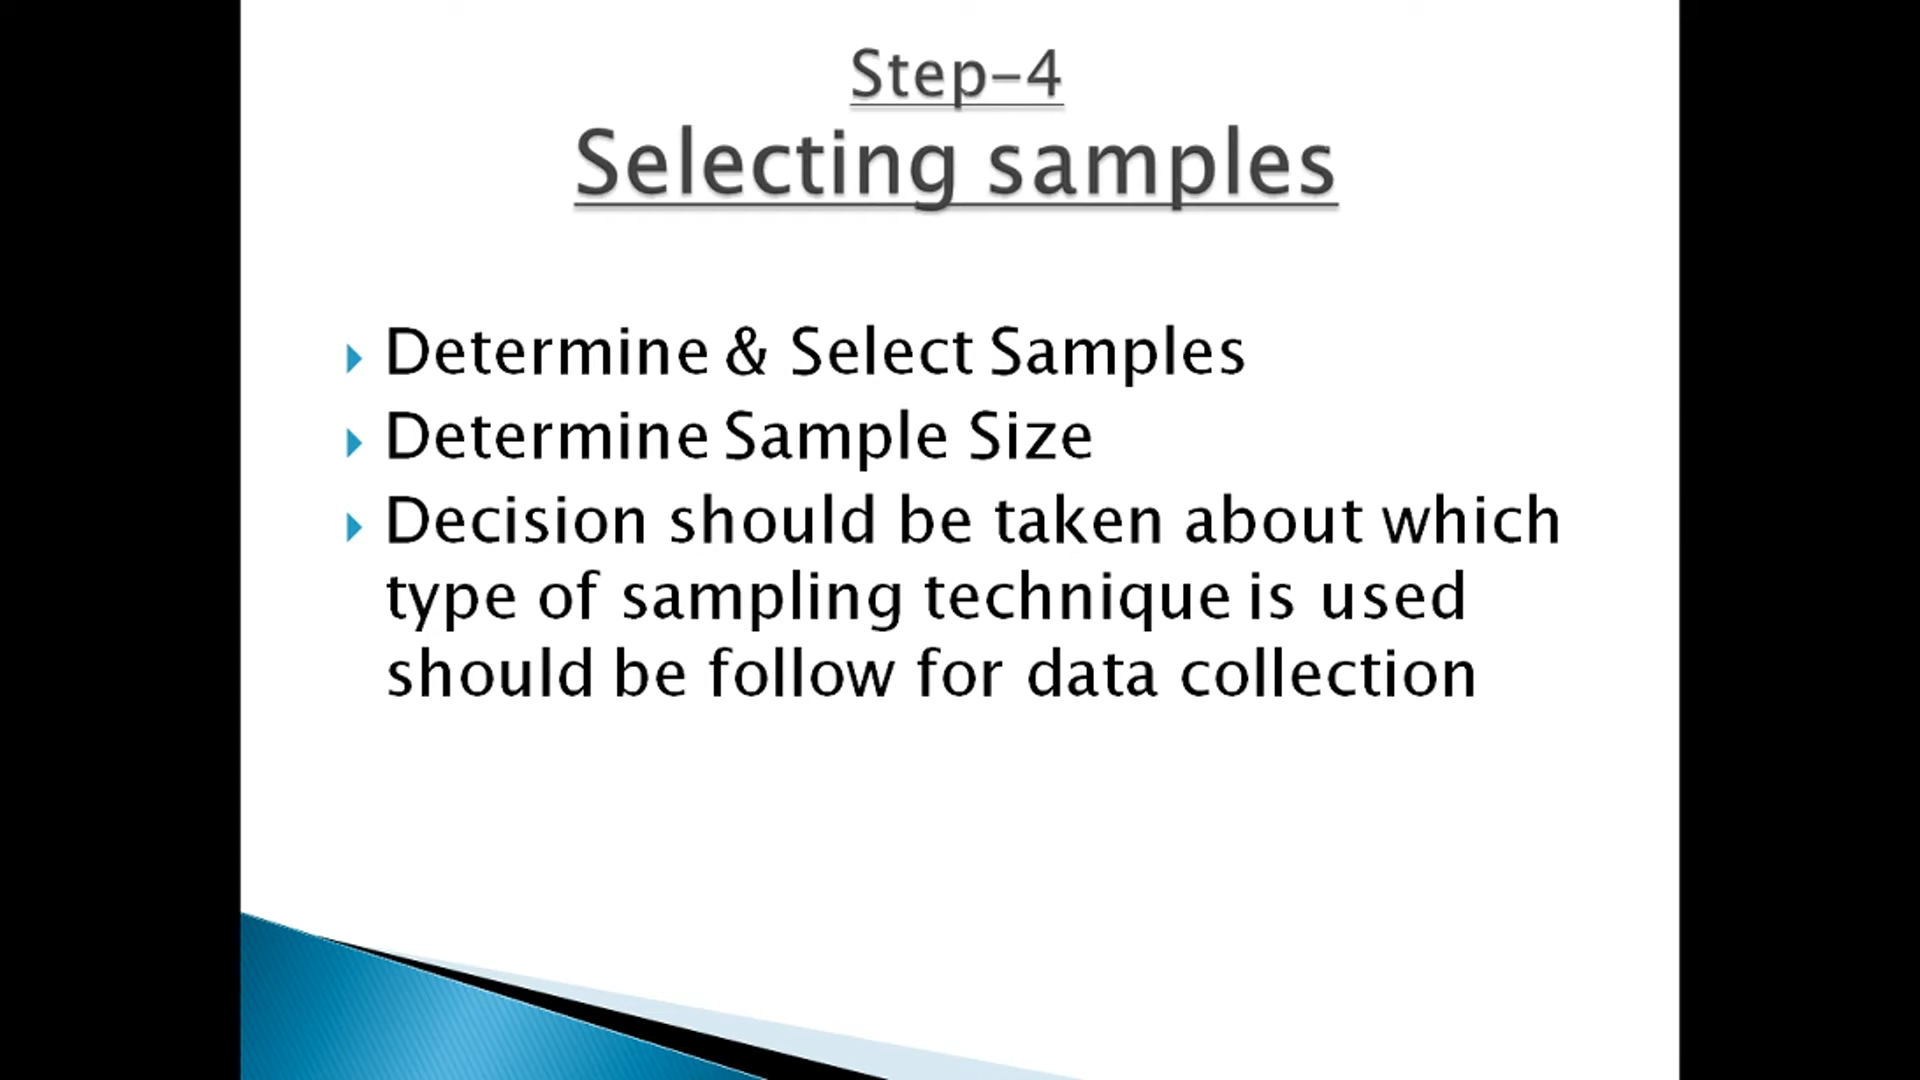 Step-4
Selecting samples
Determine & Select Samples
Determine Sample Size
Decision should be taken about which
type of sampling technique is used
should be follow for data collection